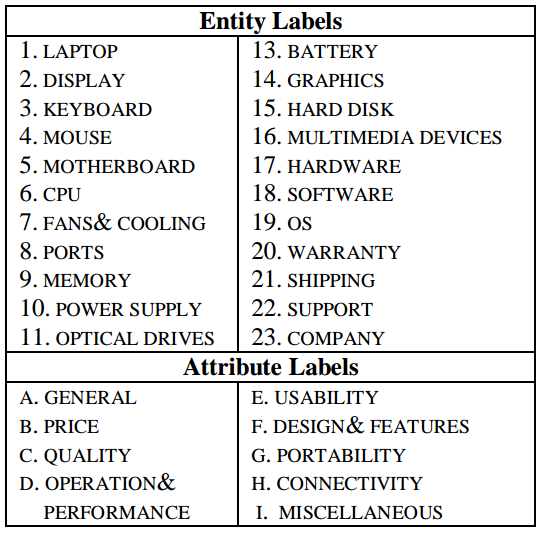 Entity Labels
1. LAPTOP
2. DISPLAY
3. KEYBOARD
4. MOUSE
5. MOTHERBOARD
6. CPU
7. FANS& COOLING
8. PORTS
9. MEMORY
10. POWER SUPPLY
11. OPTICAL DRIVES
13. BATTERY
14. GRAPHICS
15. HARD DISK
16. MULTIMEDIA DEVICES
17. HARDWARE
18. SOFTWARE
19. OS
20. WARRANTY
21. SHIPPING
22. SUPPORT
23. COMPANY
Attribute Labels
A. GENERAL
B. PRICE
C. QUALITY
D. OPERATION&
PERFORMANCE
E. USABILITY
F. DESIGN& FEATURES
G. PORTABILITY
H. CONNECTIVITY
I. MISCELLANEOUS